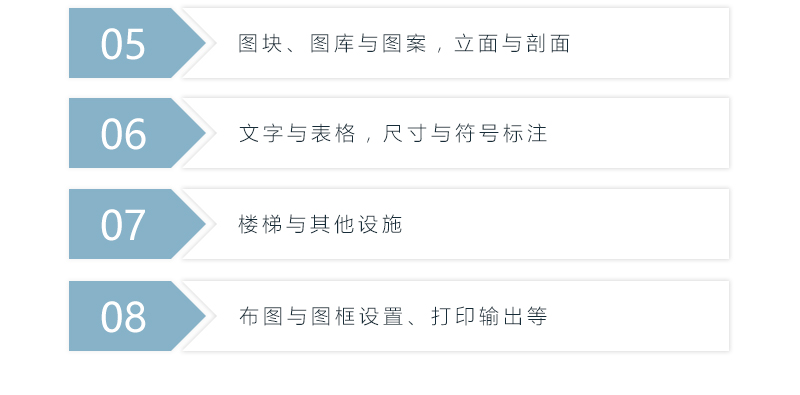 05
图块、图库与图案，立面与剖面
06
文字与表格，尺寸与符号标注
07
楼梯与其他设施
08
布图与图框设置、打印输出等